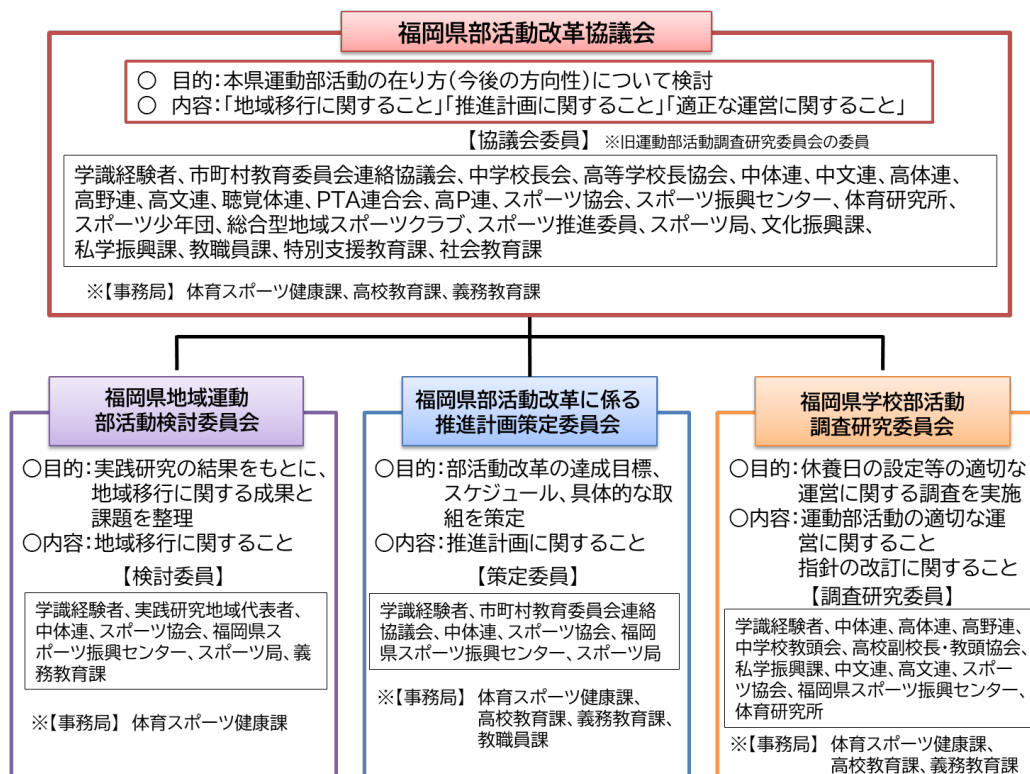 福岡県部活動改革協議会
○ 目的:本県運動部活動の在り方(今後の方向性)について検討
○ 内容:「地域移行に関すること」「推進計画に関すること」「適正な運営に関すること」
【協議会委員】 ※旧運動部活動調査研究委員会の委員
学識経験者、市町村教育委員会連絡協議会、中学校長会、高等学校長協会、中体連、中文連、高体連、
高野連、高文連、聴覚体連、PTA連合会、高P連、スポーツ協会、スポーツ振興センター、体育研究所、
スポーツ少年団、総合型地域スポーツクラブ、スポーツ推進委員、スポーツ局、文化振興課、
私学振興課、教職員課、特別支援教育課、社会教育課
※【事務局】 体育スポーツ健康課、高校教育課、義務教育課
福岡県地域運動
部活動検討委員会
○目的:実践研究の結果をもとに、
地域移行に関する成果と
課題を整理
○内容:地域移行に関すること
【検討委員】
学識経験者、実践研究地域代表者、
中体連、スポーツ協会、福岡県ス
ポーツ振興センター、スポーツ局、義
務教育課
※【事務局】 体育スポーツ健康課
福岡県部活動改革に係る
推進計画策定委員会
○目的:部活動改革の達成目標、
スケジュール、具体的な取
組を策定
○内容:推進計画に関すること
【策定委員】
学識経験者、市町村教育委員会連絡
協議会、中体連、スポーツ協会、福岡
県スポーツ振興センター、スポーツ局
※【事務局】 体育スポーツ健康課、
高校教育課、義務教育課、
教職員課
福岡県学校部活動
調査研究委員会
○目的:休養日の設定等の適切な
運営に関する調査を実施
○内容:運動部活動の適切な運
営に関すること
指針の改訂に関すること
【調査研究委員】
学識経験者、中体連、高体連、高野連、
中学校教頭会、高校副校長・教頭協会、
私学振興課、中文連、高文連、スポー
ツ協会、福岡県スポーツ振興センター、
体育研究所
※【事務局】 体育スポーツ健康課、
高校教育課、義務教育課